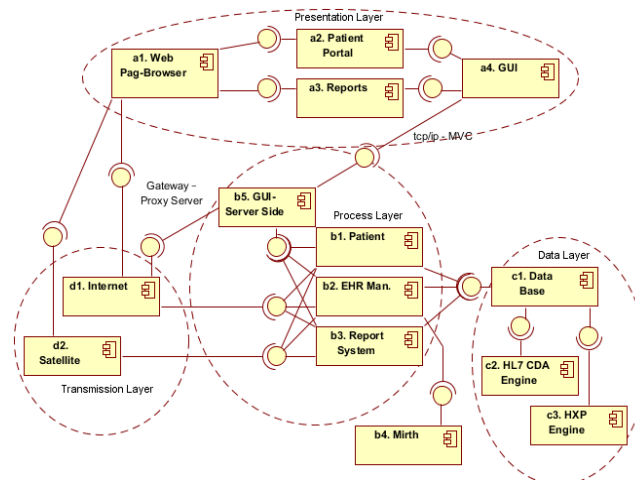 Presentation Layer
a1. Web
Pag-Browser
a2. Patient
Portal
a3. Reports
a4. GUI
tcp/ip - MVC
Gateway –
Proxy Server
b5. GUI-
Server Side
Process Layer
b1. Patient
b2. EHR Man.
b3. Report
System
b4. Mirth
Data Layer
c1. Data
Base
c2. HL7 CDA
Engine
c3. HXP
Engine
d1. Internet
d2.
Satellite
Transmission Layer